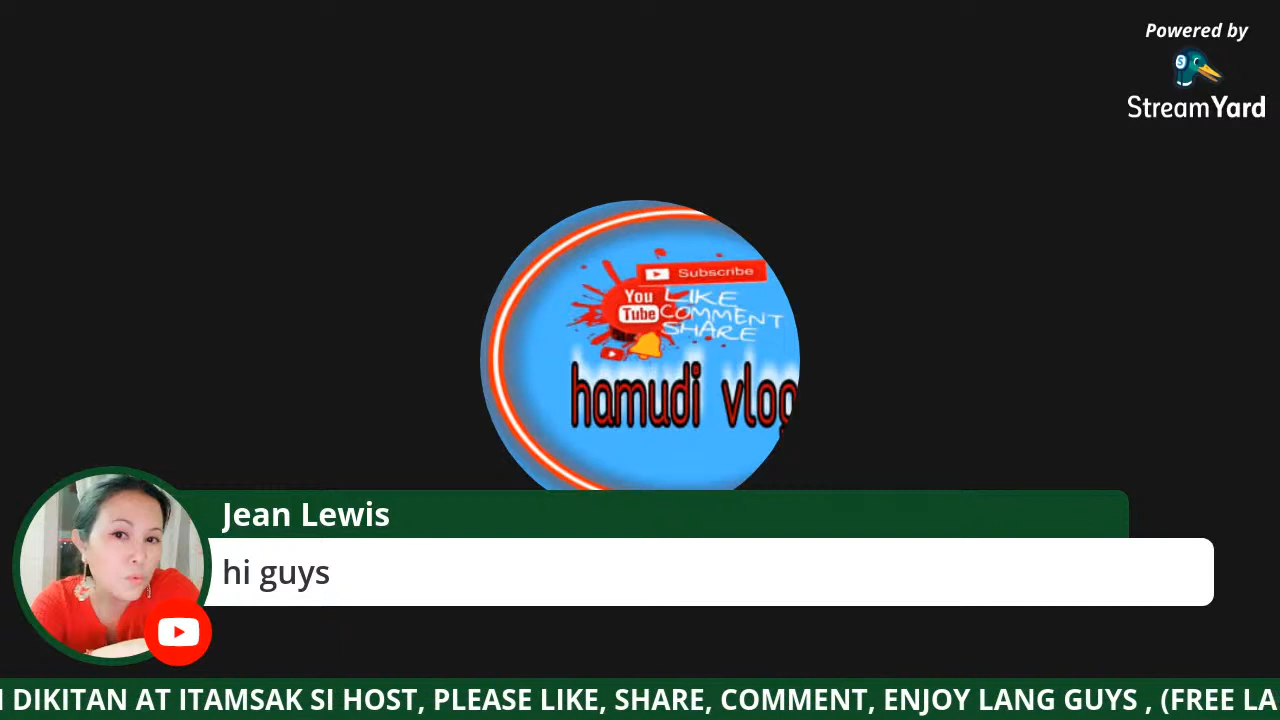 Powered by
StreamYard
Subscribe
You
Tube
LIKE
COMMENT
SHARE
hamudi vlog
Jean Lewis
hi guys
DIKITAN AT ITAMSAK SI HOST, PLEASE LIKE, SHARE, COMMENT, ENJOY LANG GUYS , (FREE LA